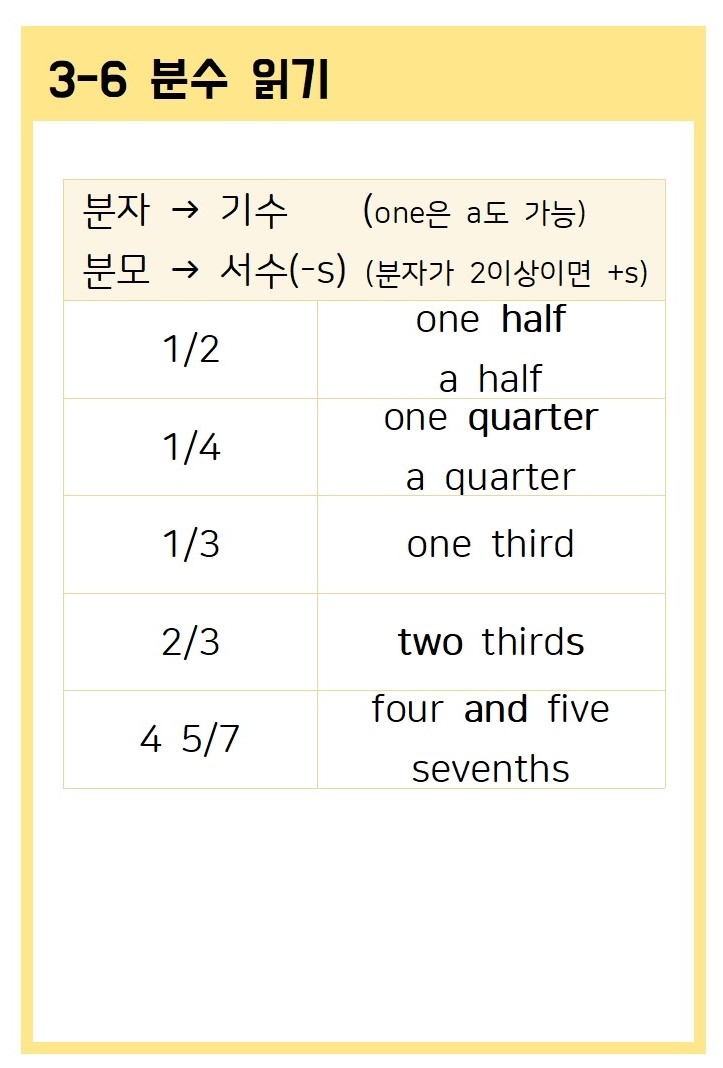 3-6 분수 읽기
분자 → 기수 (one은 a도 가능)
분모 → 서수(-s) (분자가 2이상이면 +s)
1/2
one half
a half
1/4
one quarter
a quarter
1/3
one third
2/3
two thirds
4 5/7
four and five
sevenths